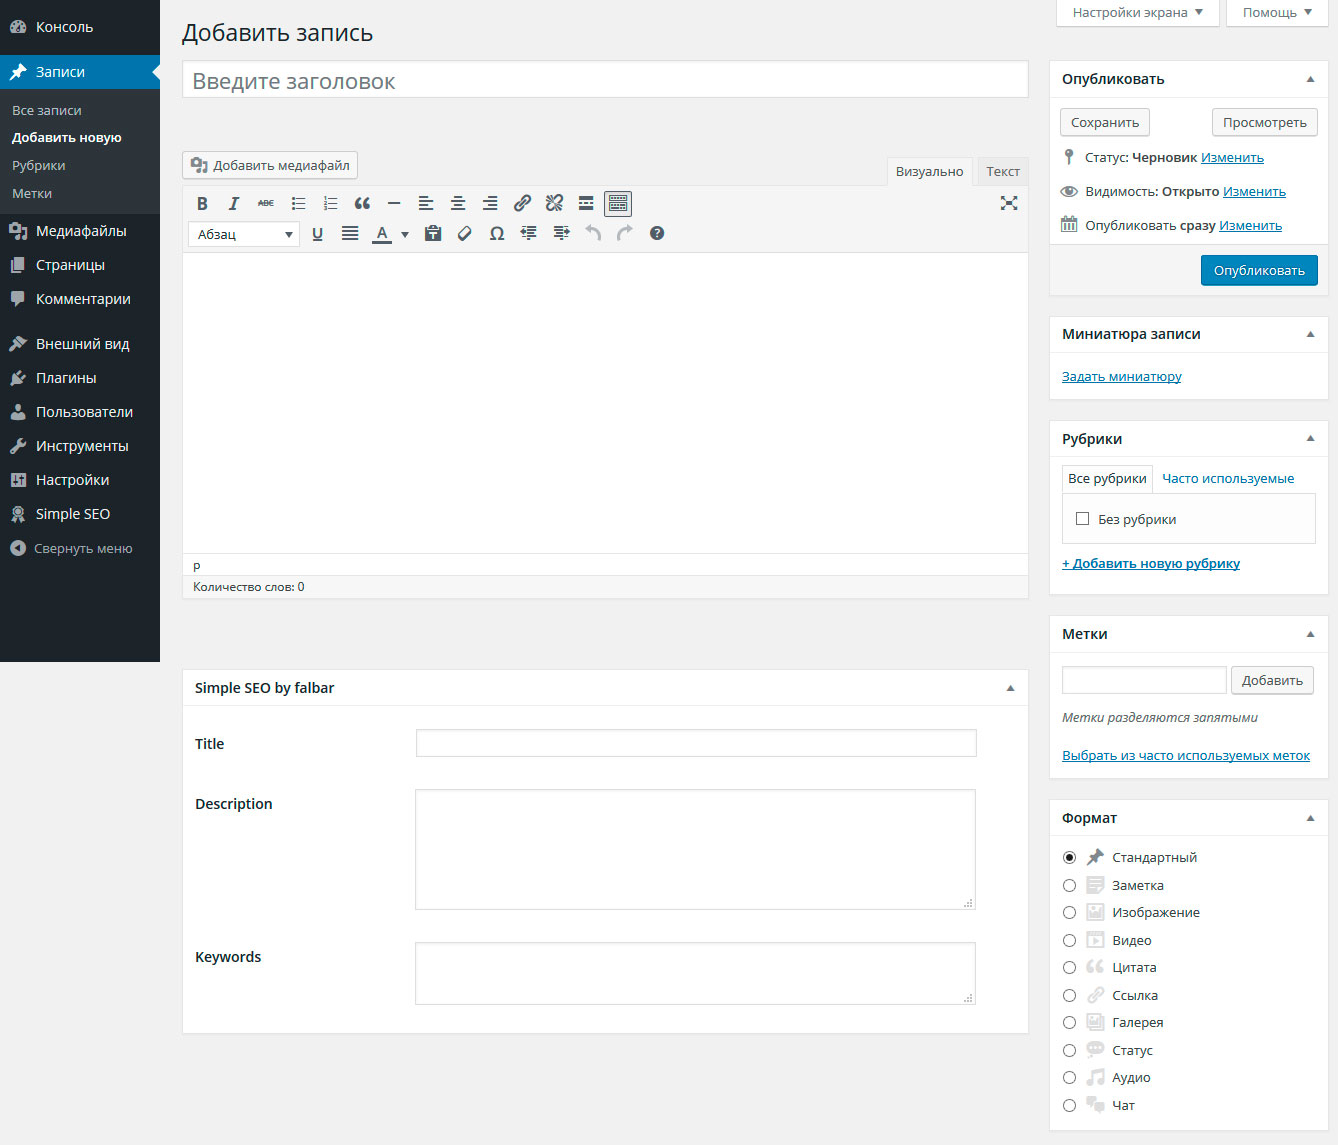 Настройки экрана
Помощь
Консоль
Записи
Все записи
Добавить новую
Рубрики
Метки
Медиафайлы
Страницы
Комментарии
Внешний вид
Плагины
Пользователи
Инструменты
Настройки
Simple SEO
Свернуть меню
Добавить запись
Введите заголовок
Добавить медиафайл
Визуально
Текст
B I ABC
Абзац U A Ω
p
Количество слов: 0
Simple SEO by falbar
Title
Description
Keywords
Опубликовать
Сохранить
Просмотреть
Статус: Черновик Изменить
Видимость: Открыто Изменить
Опубликовать сразу Изменить
Опубликовать
Миниатюра записи
Задать миниатюру
Рубрики
Все рубрики
Часто используемые
Без рубрики
+ Добавить новую рубрику
Метки
Добавить
Метки разделяются запятыми
Выбрать из часто используемых меток
Формат
Стандартный
Заметка
Изображение
Видео
Цитата
Ссылка
Галерея
Статус
Аудио
Чат